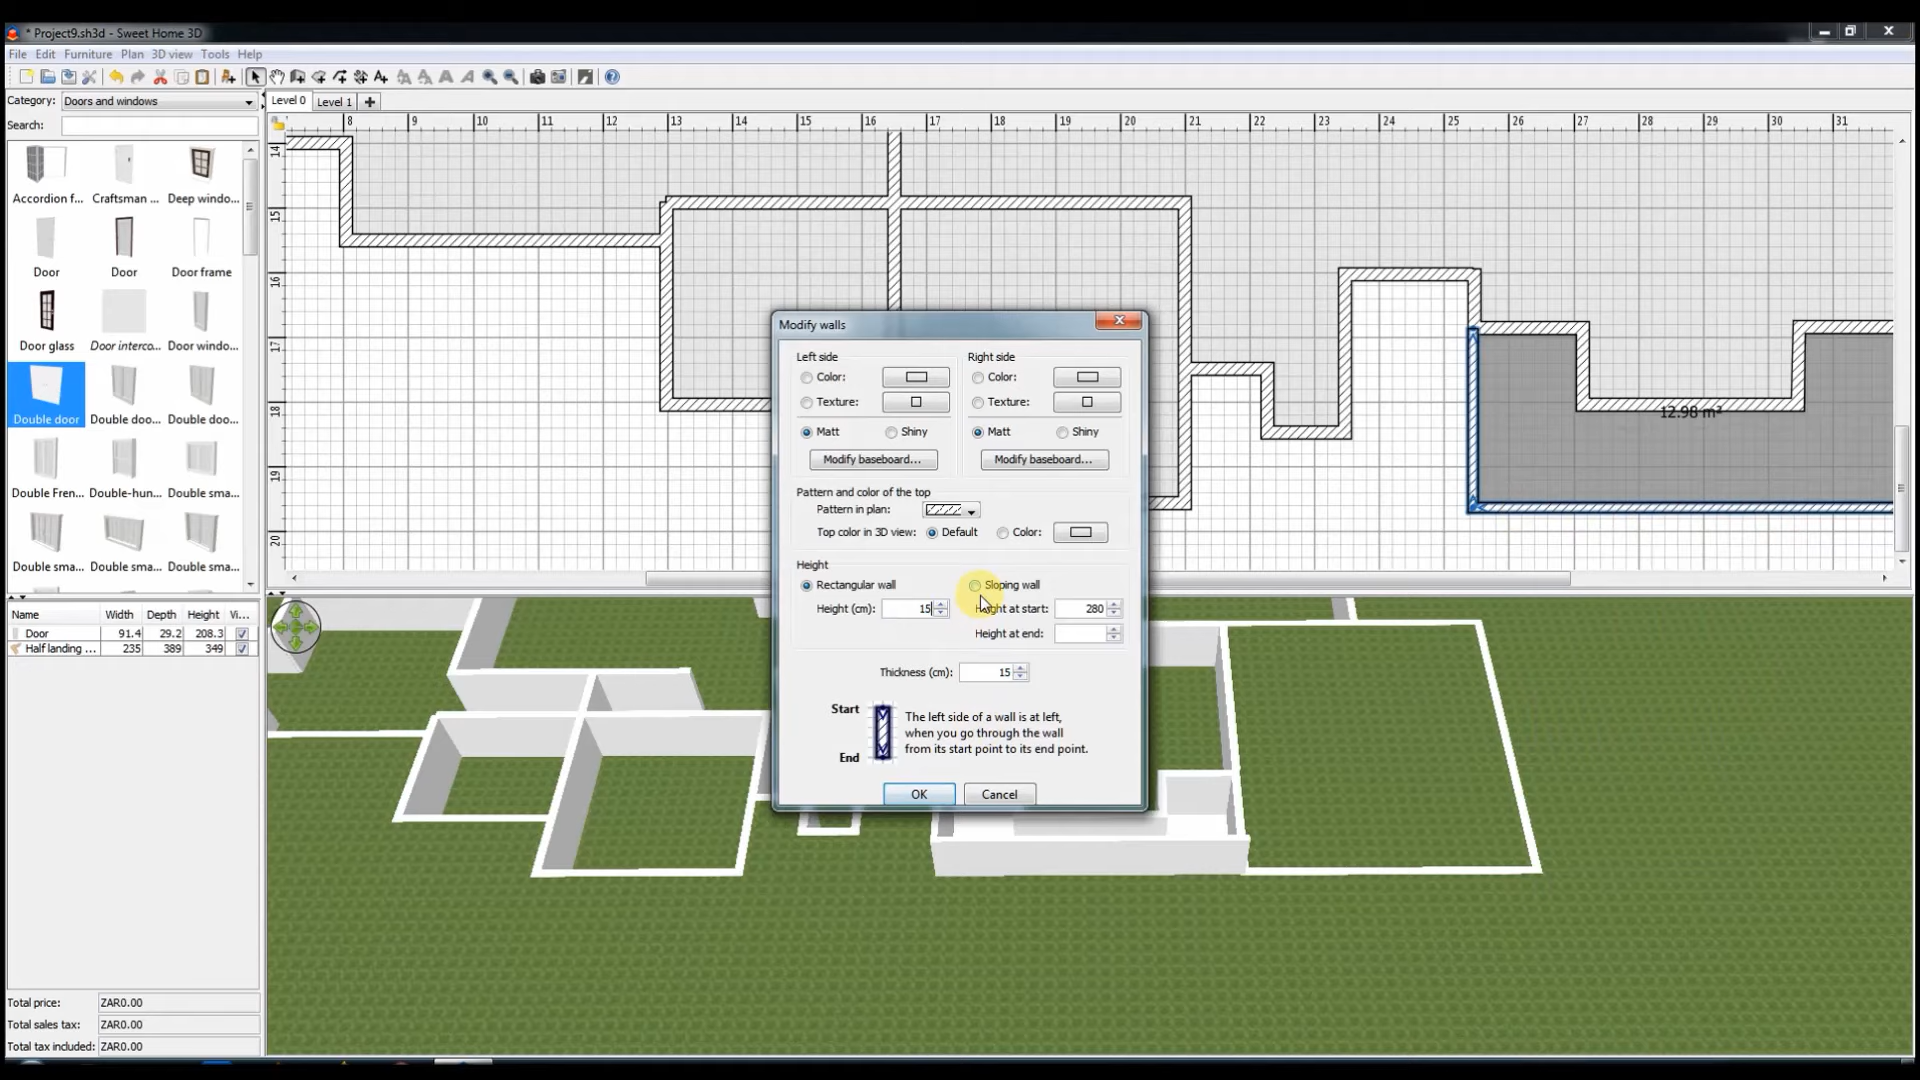 * Project9.sh3d - Sweet Home 3D
File Edit Furniture Plan 3D view Tools Help
Category: Doors and windows
Level 0 Level 1
Search:
8 9 10 11 12 13 14 15 16 17 18 19 20 21 22 23 24 25 26 27 28 29 30 31
14
15
16
17
18
19
20
Accordion f... Craftsman ... Deep windo...
Door Door Door frame
Door glass Door interco... Door windo...
Double door Double doo... Double doo...
Double Fren... Double-hun... Double sma...
Double sma... Double sma... Double sma...
12.98 m²
Modify walls
Left side Right side
Color: Color:
Texture: Texture:
Matt Shiny Matt Shiny
Modify baseboard... Modify baseboard...
Pattern and color of the top
Pattern in plan:
Top color in 3D view: Default Color:
Height
Rectangular wall Sloping wall
Height (cm): 15 Height at start: 280
Height at end:
Thickness (cm): 15
Start
End
The left side of a wall is at left,
when you go through the wall
from its start point to its end point.
OK Cancel
Name Width Depth Height Vi...
Door 91.4 29.2 208.3
Half landing ... 235 389 349
Total price: ZAR0.00
Total sales tax: ZAR0.00
Total tax included: ZAR0.00